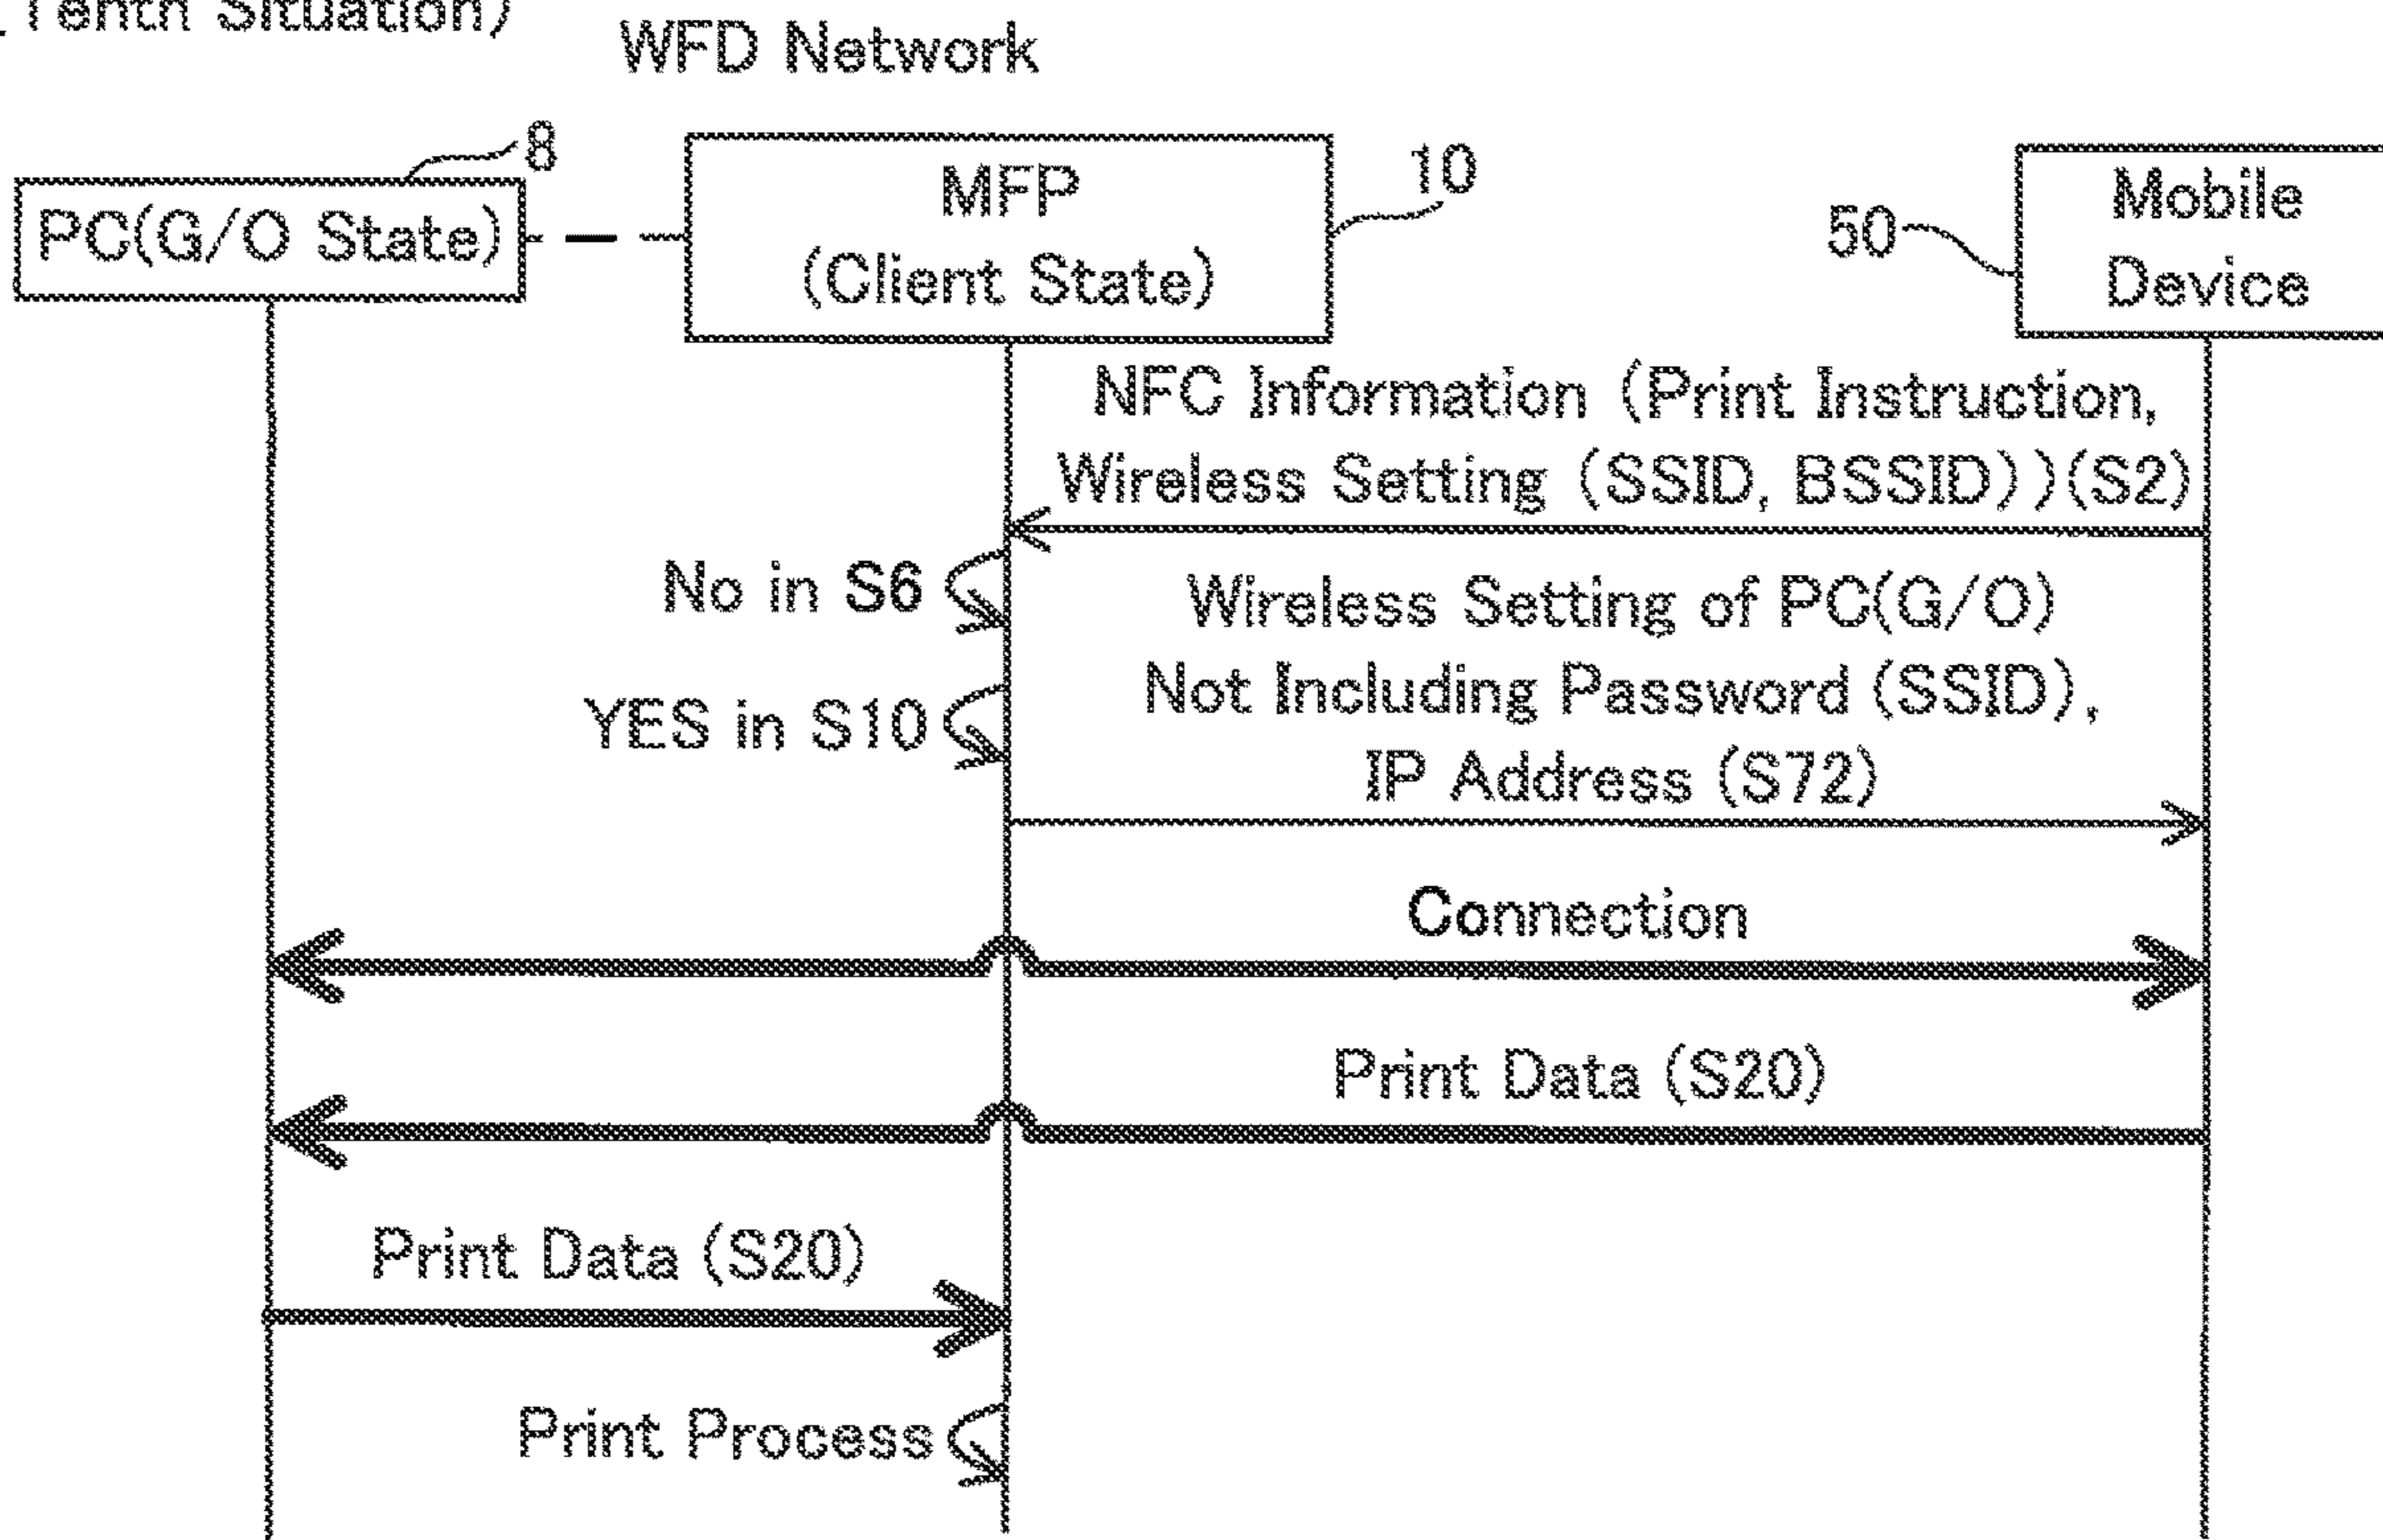 Tenth Situation)
WFD Network
8
PC(G/O State)
MFP
(Client State)
10
50
Mobile
Device
NFC Information (Print Instruction,
Wireless Setting (SSID, BSSID))(S2)
No in S6
Wireless Setting of PC(G/O)
Not Including Password (SSID),
IP Address (S72)
YES in S10
Connection
Print Data (S20)
Print Data (S20)
Print Process